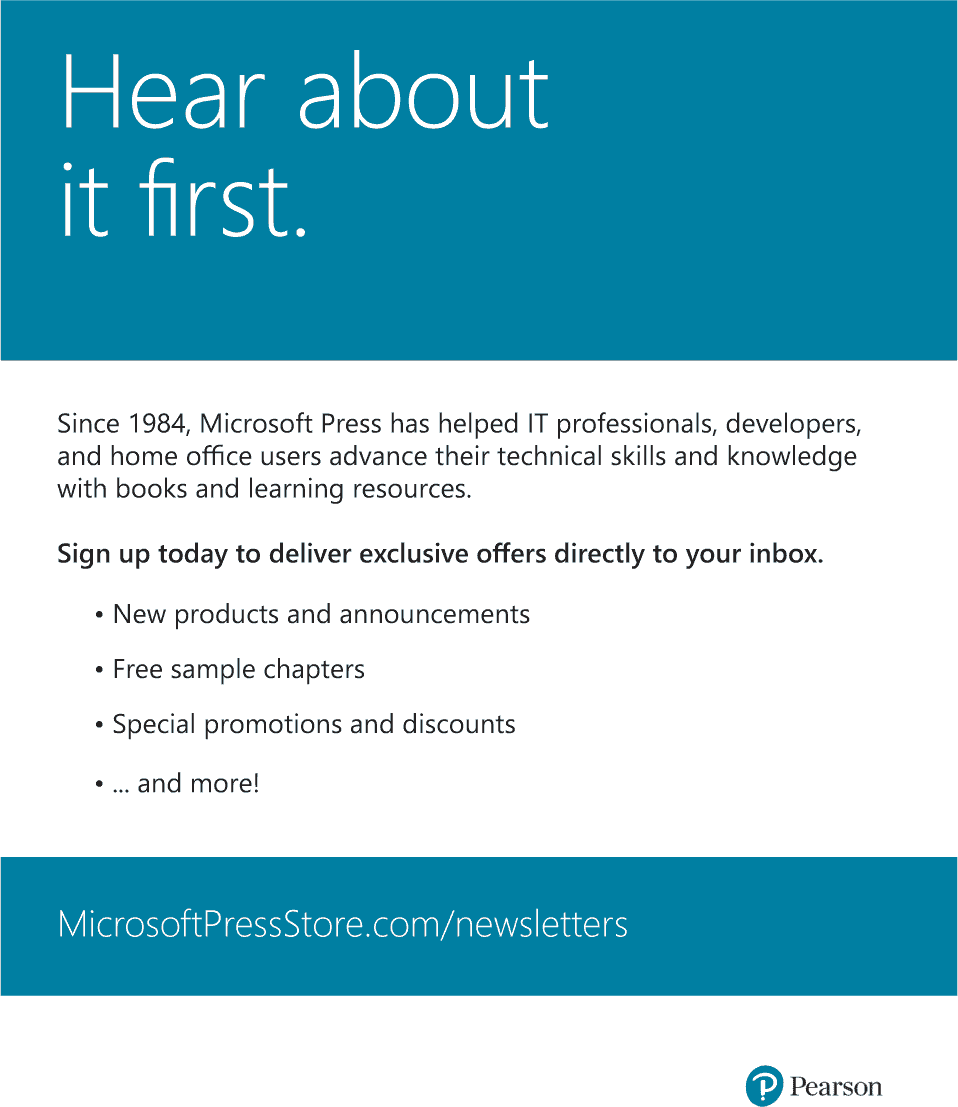 Hear about
it first.
Since 1984, Microsoft Press has helped IT professionals, developers,
and home office users advance their technical skills and knowledge
with books and learning resources.
Sign up today to deliver exclusive offers directly to your inbox.
• New products and announcements
• Free sample chapters
• Special promotions and discounts
• ... and more!
MicrosoftPressStore.com/newsletters
Pearson